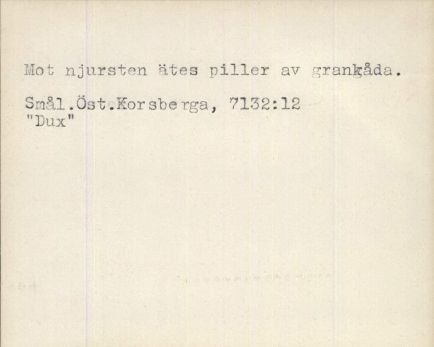 Mot njursten ätes piller av grankåda.
Smål.Öst.Korsberga, 7132:12
"Dux"